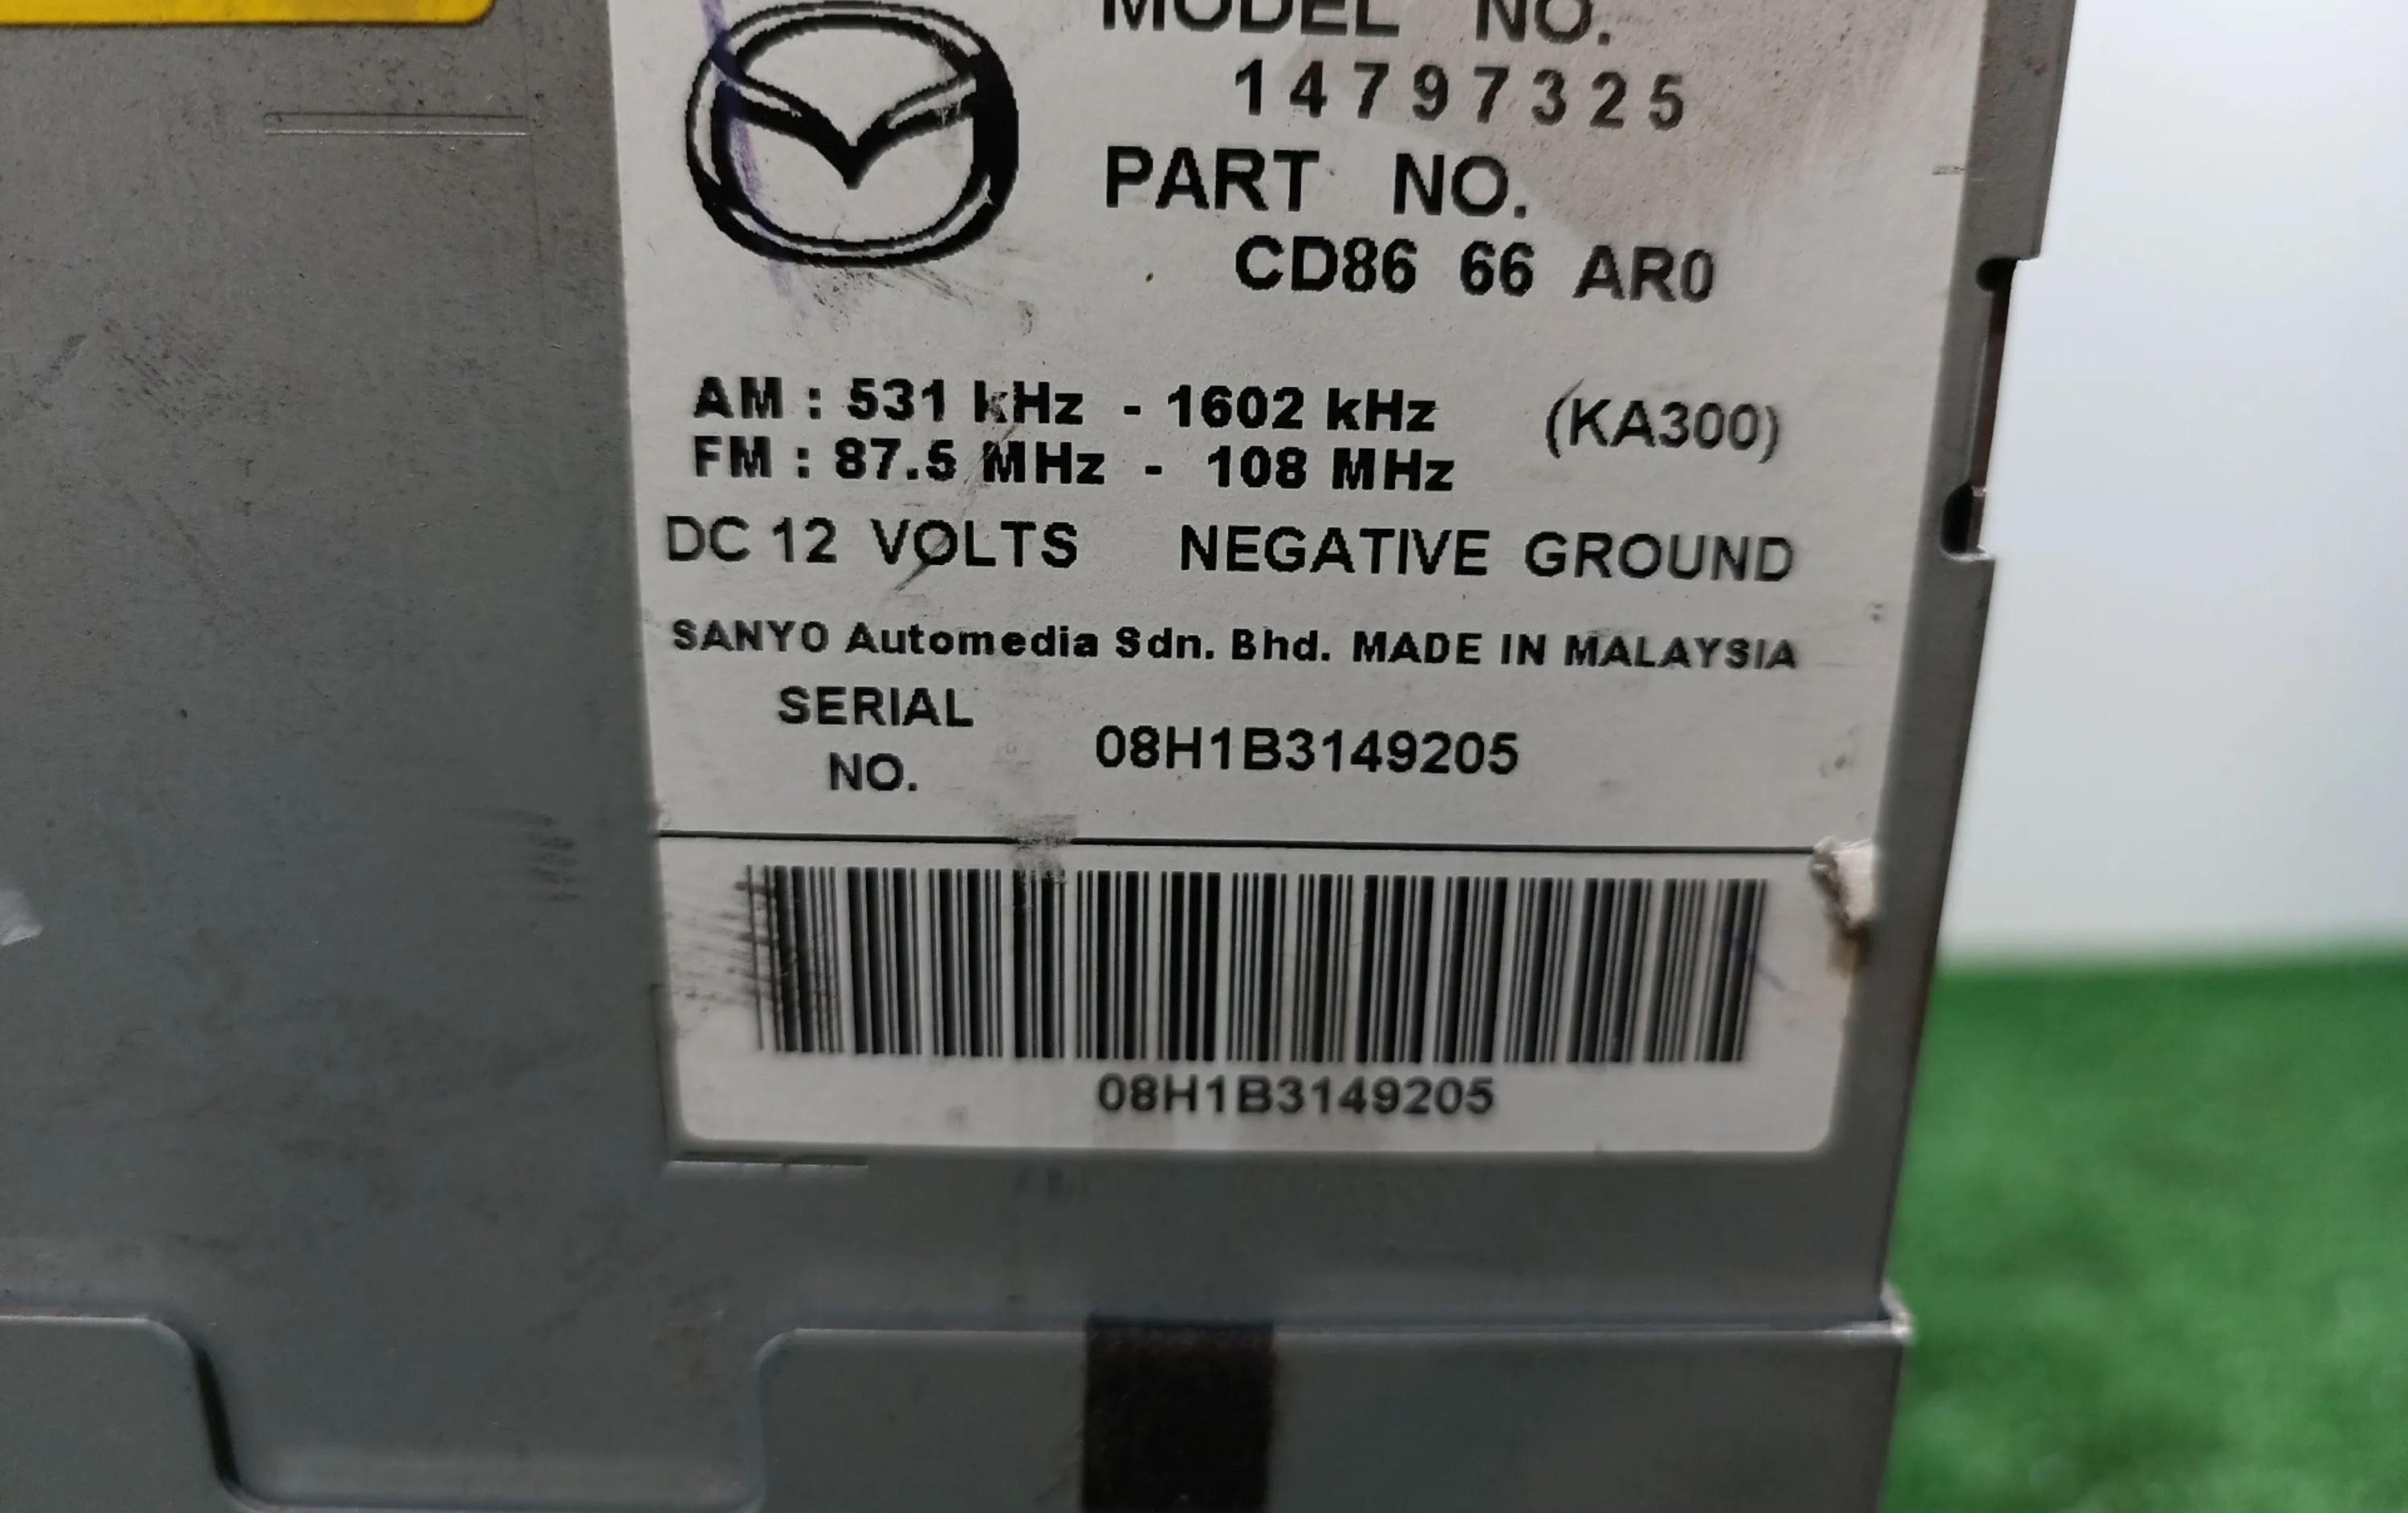 MODEL NO.
14797325
PART NO.
CD86 66 AR0
AM : 531 kHz - 1602 kHz (KA300)
FM : 87.5 MHz - 108 MHz
DC 12 VOLTS NEGATIVE GROUND
SANYO Automedia Sdn. Bhd. MADE IN MALAYSIA
SERIAL
NO. 08H1B3149205
08H1B3149205